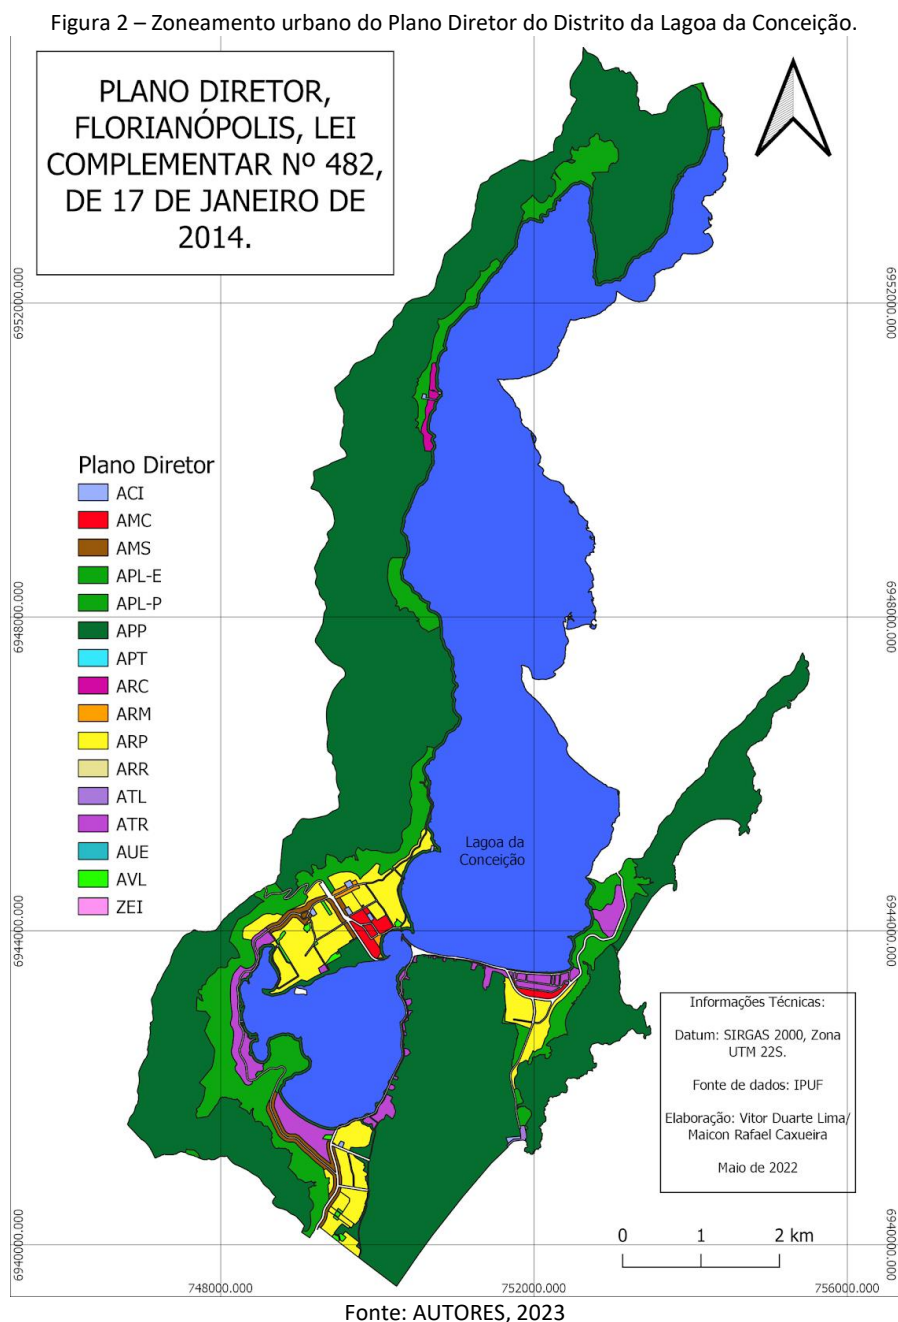 Figura 2 – Zoneamento urbano do Plano Diretor do Distrito da Lagoa da Conceição.
PLANO DIRETOR,
FLORIANÓPOLIS, LEI
COMPLEMENTAR Nº 482,
DE 17 DE JANEIRO DE
2014.
6952000.000
6952000.000
Plano Diretor
ACI
AMC
AMS
APL-E
APL-P
APP
APT
ARC
ARM
ARP
ARR
ATL
ATR
AUE
AVL
ZEI
6948000.000
6948000.000
Lagoa da
Conceição
6944000.000
6944000.000
Informações Técnicas:
Datum: SIRGAS 2000, Zona
UTM 22S.
Fonte de dados: IPUF
Elaboração: Vitor Duarte Lima/
Maicon Rafael Caxueira
Maio de 2022
0 1 2 km
6940000.000
6940000.000
748000.000 752000.000 756000.000
Fonte: AUTORES, 2023